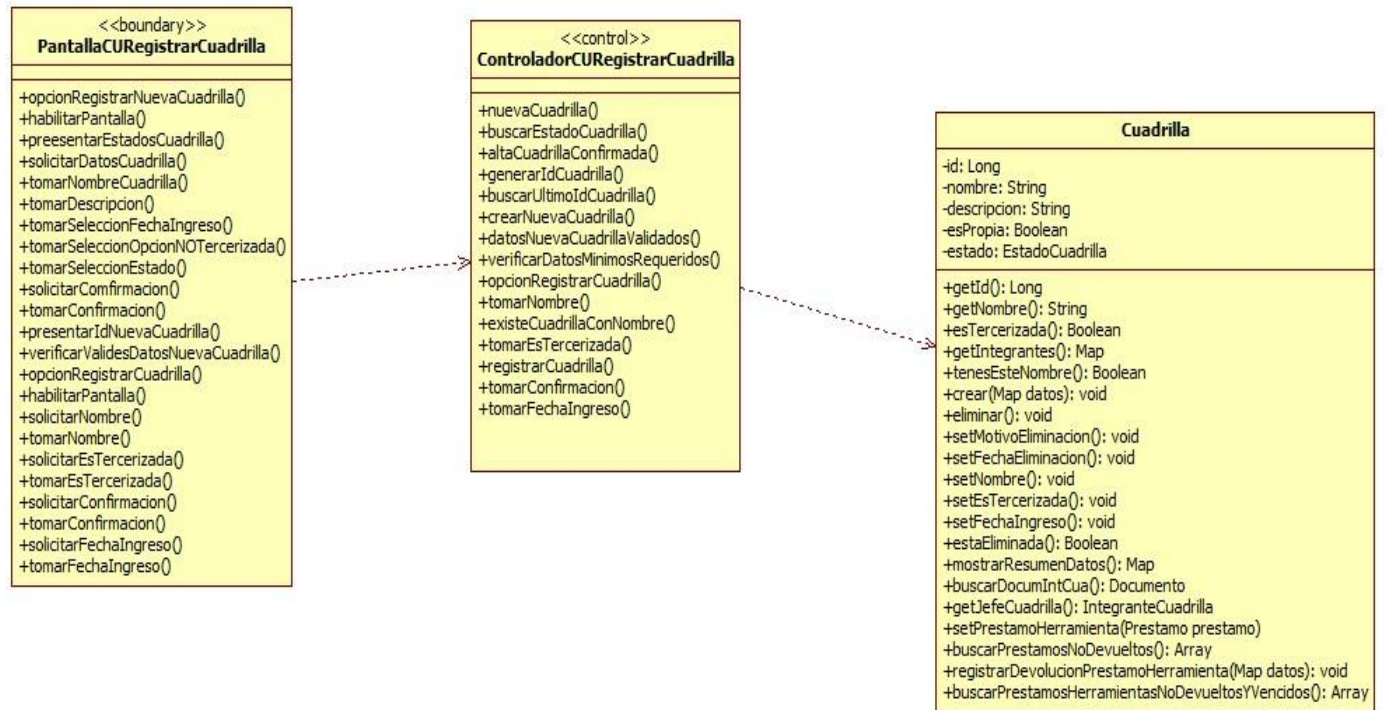 <<boundary>>
PantallaCURegistrarCuadrilla
+opcionRegistrarNuevaCuadrilla()
+habilitarPantalla()
+preesentarEstadosCuadrilla()
+solicitarDatosCuadrilla()
+tomarNombreCuadrilla()
+tomarDescripcion()
+tomarSeleccionFechaIngreso()
+tomarSeleccionOpcionNOTercerizada()
+tomarSeleccionEstado()
+solicitarComfirmacion()
+tomarConfirmacion()
+presentarIdNuevaCuadrilla()
+verificarValidesDatosNuevaCuadrilla()
+opcionRegistrarCuadrilla()
+habilitarPantalla()
+solicitarNombre()
+tomarNombre()
+solicitarEsTercerizada()
+tomarEsTercerizada()
+solicitarConfirmacion()
+tomarConfirmacion()
+solicitarFechaIngreso()
+tomarFechaIngreso()
<<control>>
ControladorCURegistrarCuadrilla
+nuevaCuadrilla()
+buscarEstadoCuadrilla()
+altaCuadrillaConfirmada()
+generarIdCuadrilla()
+buscarUltimoIdCuadrilla()
+crearNuevaCuadrilla()
+datosNuevaCuadrillaValidados()
+verificarDatosMinimosRequeridos()
+opcionRegistrarCuadrilla()
+tomarNombre()
+existeCuadrillaConNombre()
+tomarEsTercerizada()
+registrarCuadrilla()
+tomarConfirmacion()
+tomarFechaIngreso()
Cuadrilla
-id: Long
-nombre: String
-descripcion: String
-esPropia: Boolean
-estado: EstadoCuadrilla
+getId(): Long
+getNombre(): String
+esTercerizada(): Boolean
+getIntegrantes(): Map
+tenesEsteNombre(): Boolean
+crear(Map datos): void
+eliminar(): void
+setMotivoEliminacion(): void
+setFechaEliminacion(): void
+setNombre(): void
+setEsTercerizada(): void
+setFechaIngreso(): void
+estaEliminada(): Boolean
+mostrarResumenDatos(): Map
+buscarDocumIntCua(): Documento
+getJefeCuadrilla(): IntegranteCuadrilla
+setPrestamoHerramienta(Prestamo prestamo)
+buscarPrestamosNoDevueltos(): Array
+registrarDevolucionPrestamoHerramienta(Map datos): void
+buscarPrestamosHerramientasNoDevueltosYVencidos(): Array